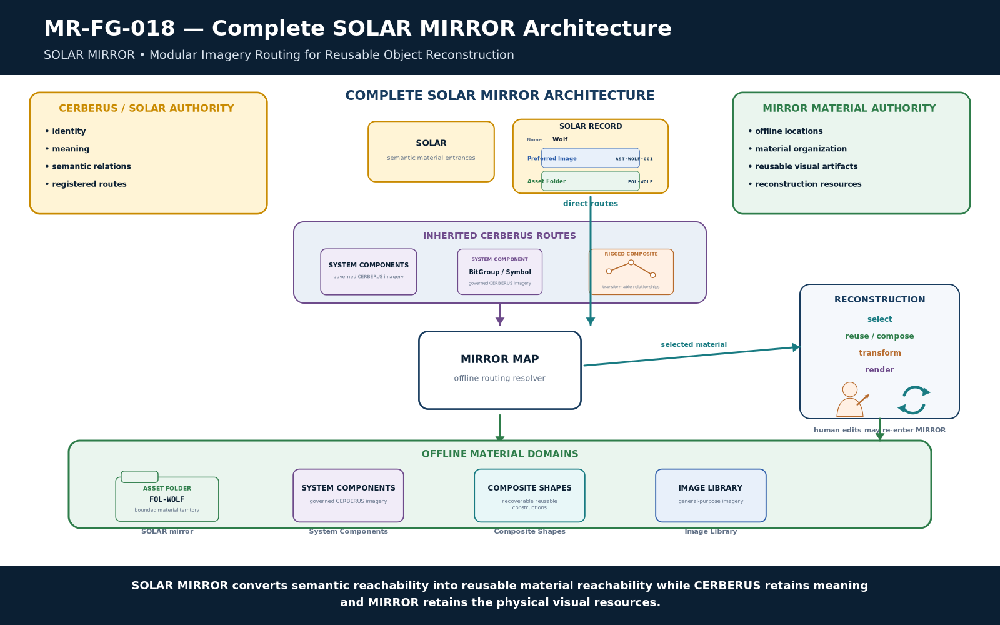 MR-FG-018 — Complete SOLAR MIRROR Architecture
SOLAR MIRROR • Modular Imagery Routing for Reusable Object Reconstruction
COMPLETE SOLAR MIRROR ARCHITECTURE
CERBERUS / SOLAR AUTHORITY
• identity
• meaning
• semantic relations
• registered routes
SOLAR
semantic material entrances
SOLAR RECORD
Name Wolf
Preferred Image AST-WOLF-001
Asset Folder FOL-WOLF
direct routes
MIRROR MATERIAL AUTHORITY
• offline locations
• material organization
• reusable visual artifacts
• reconstruction resources
INHERITED CERBERUS ROUTES
SYSTEM COMPONENTS
governed CERBERUS imagery
SYSTEM COMPONENT
BitGroup / Symbol
governed CERBERUS imagery
RIGGED COMPOSITE
transformable relationships
MIRROR MAP
offline routing resolver
selected material
RECONSTRUCTION
select
reuse / compose
transform
render
human edits may re-enter MIRROR
OFFLINE MATERIAL DOMAINS
ASSET FOLDER
FOL-WOLF
bounded material territory
SOLAR mirror
SYSTEM COMPONENTS
governed CERBERUS imagery
System Components
COMPOSITE SHAPES
recoverable reusable
constructions
Composite Shapes
IMAGE LIBRARY
general-purpose imagery
Image Library
SOLAR MIRROR converts semantic reachability into reusable material reachability while CERBERUS retains meaning
and MIRROR retains the physical visual resources.